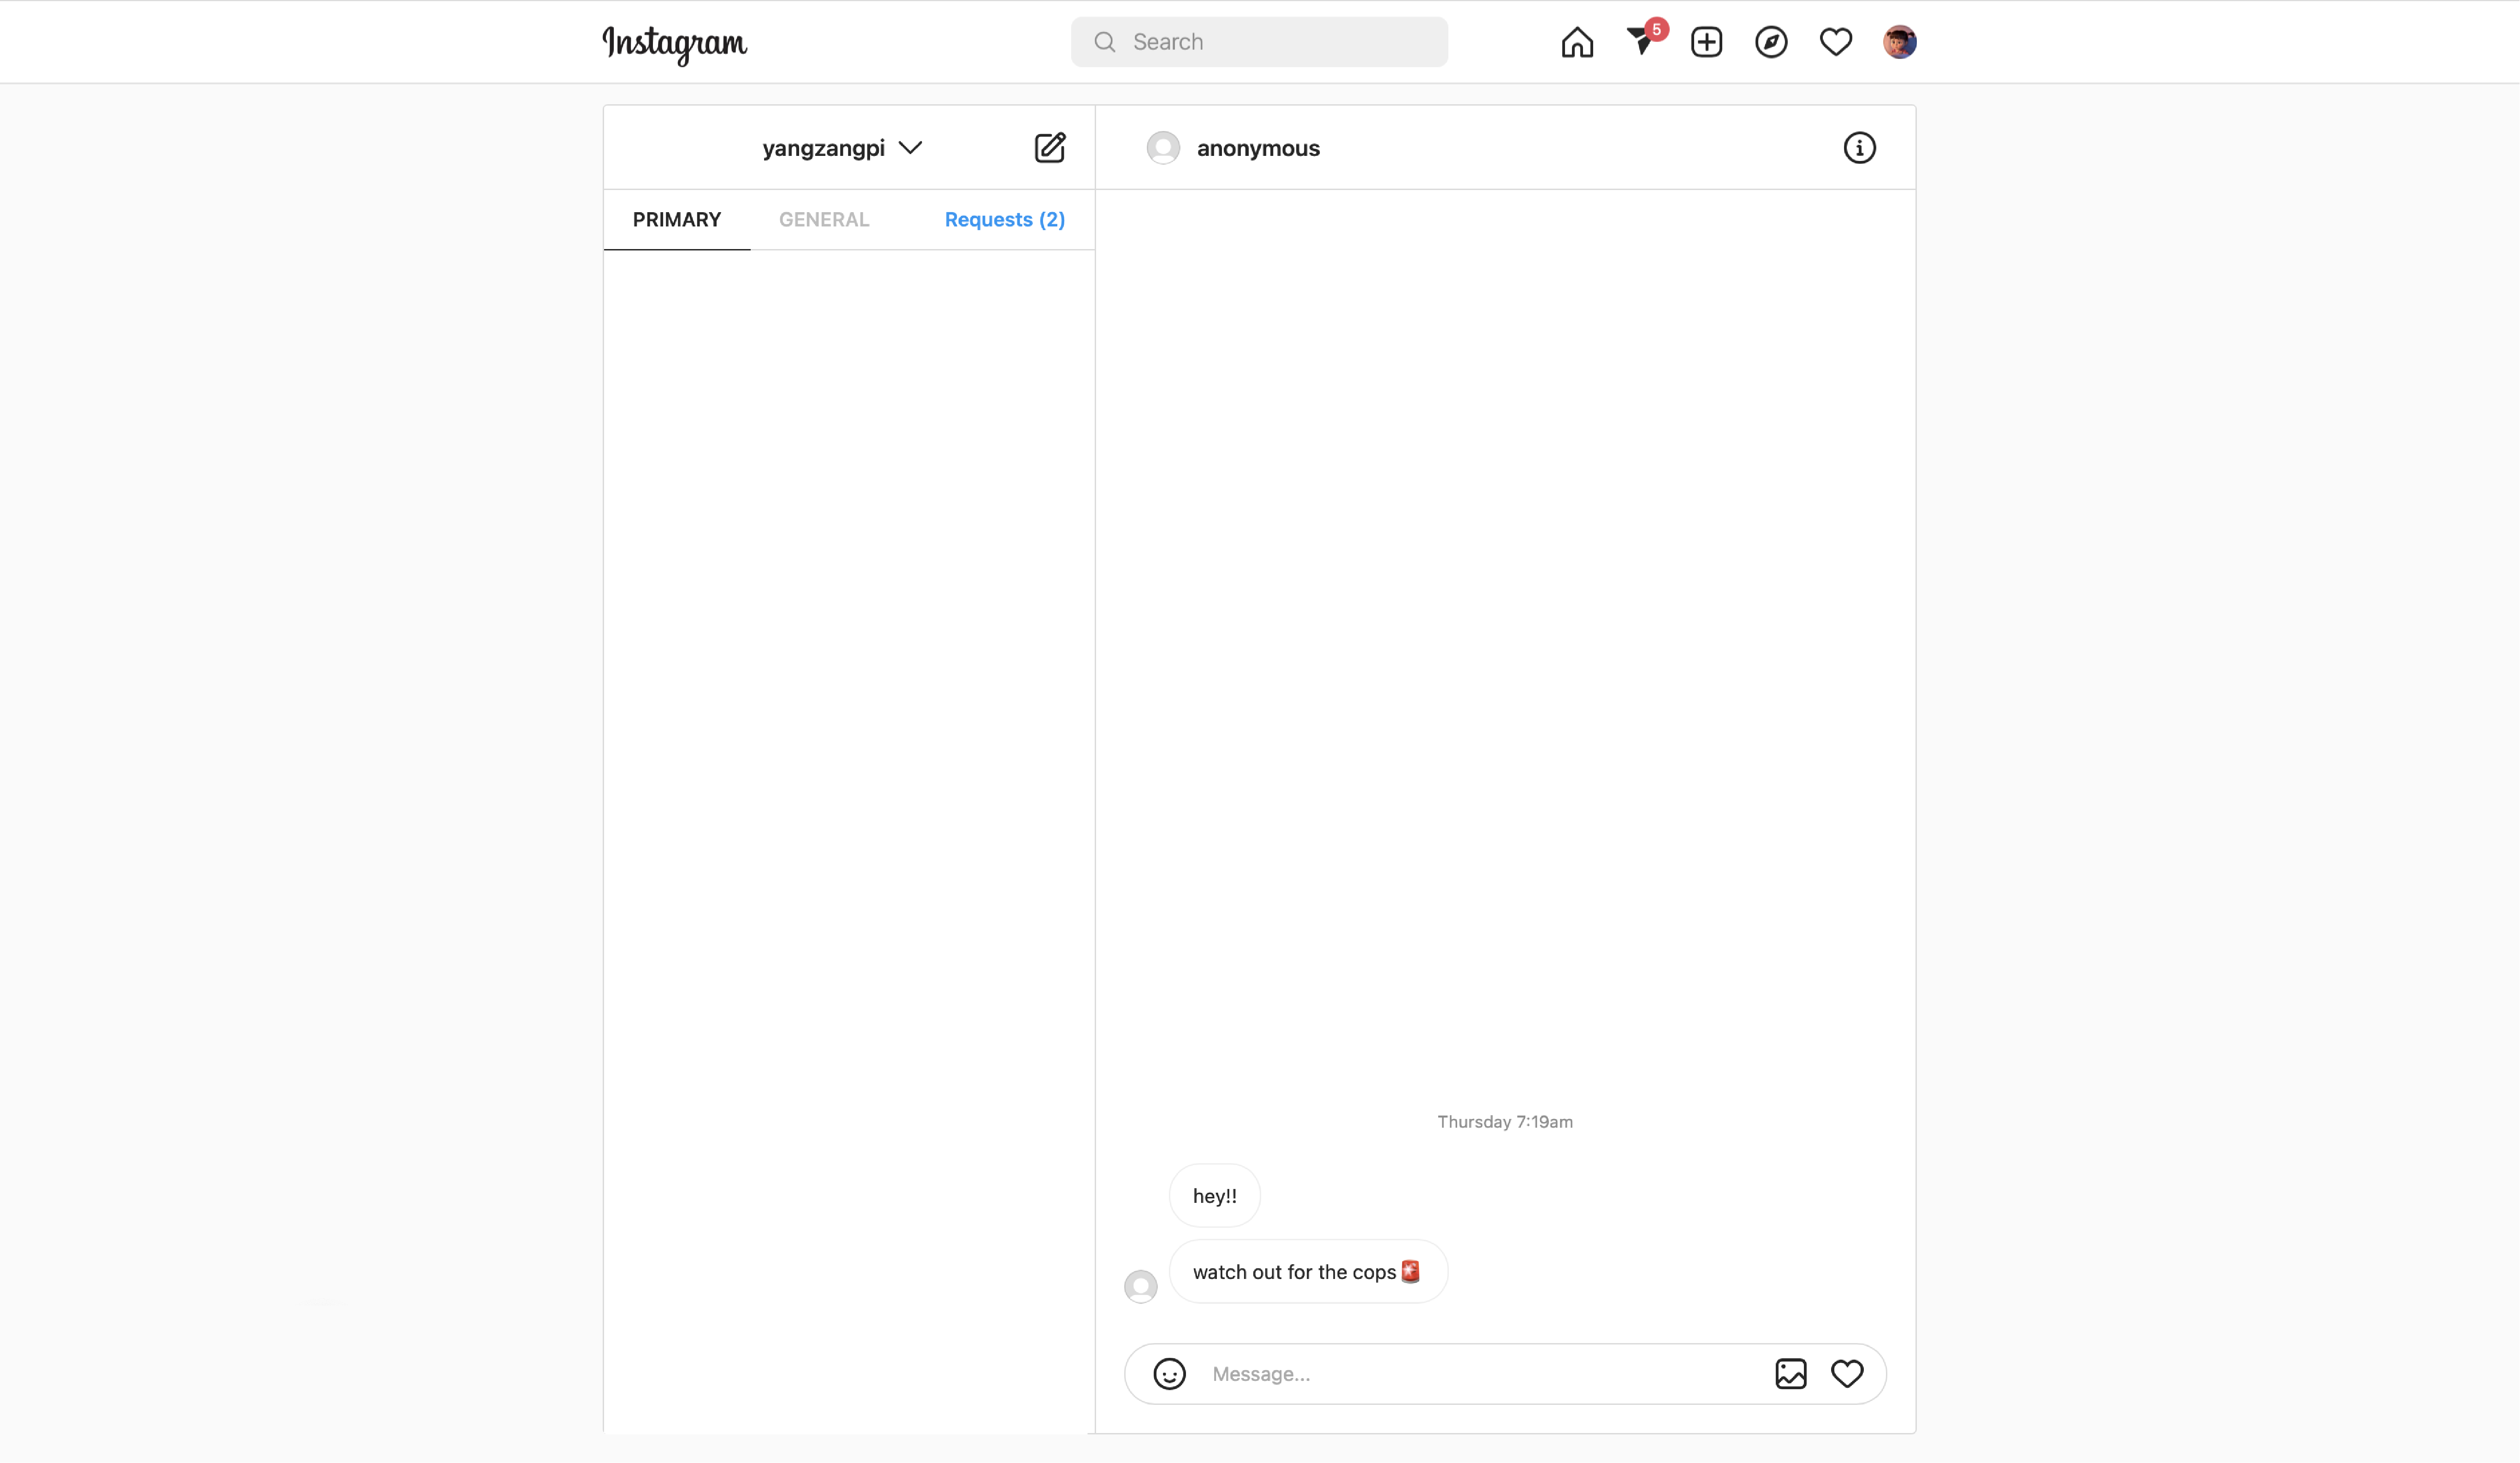 Instagram
Search
5
yangzangpi
anonymous
PRIMARY GENERAL Requests (2)
Thursday 7:19am
hey!!
watch out for the cops🚨
Message...